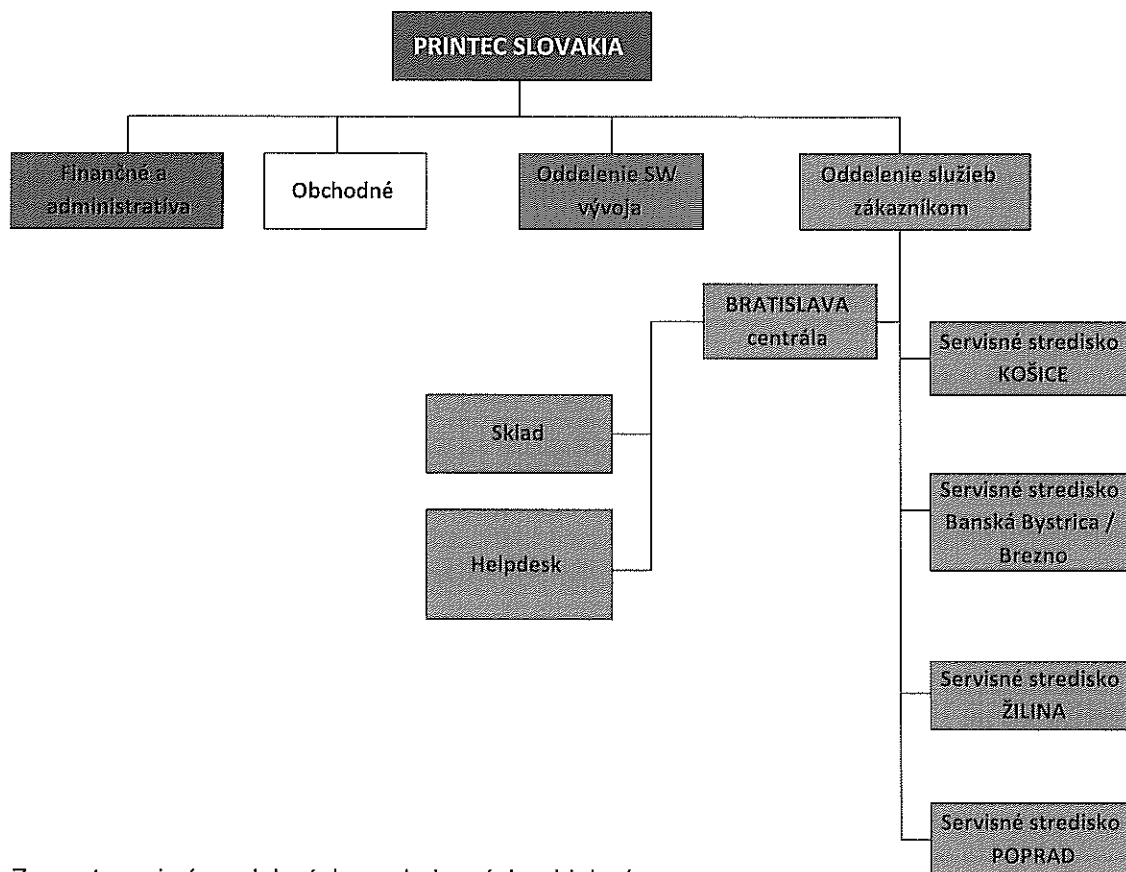 PRINTEC SLOVAKIA
Finančné a
administratíva
Obchodné
Oddelenie SW
vývoja
Oddelenie služieb
zákazníkom
BRATISLAVA
centrála
Servisné stredisko
KOŠICE
Sklad
Servisné stredisko
Banská Bystrica /
Brezno
Helpdesk
Servisné stredisko
ŽILINA
Servisné stredisko
POPRAD